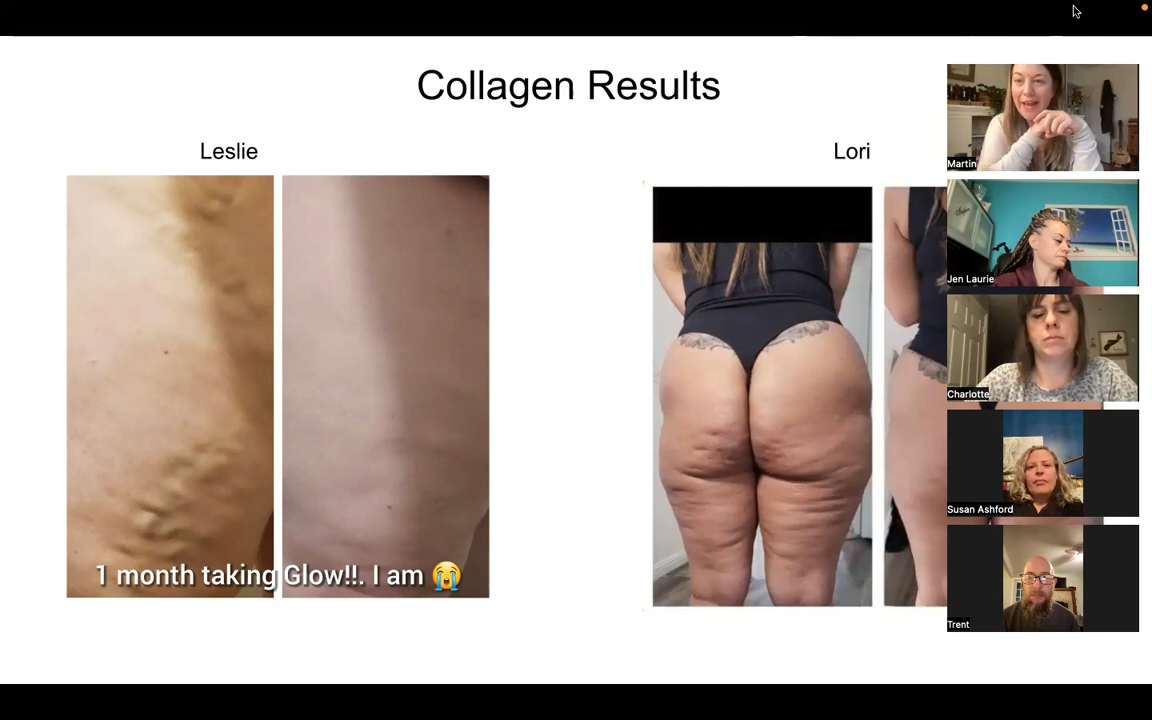 Collagen Results
Leslie
Lori
1 month taking Glow!!. I am 😭
Martin
Jen Laurie
Charlotte
Susan Ashford
Trent